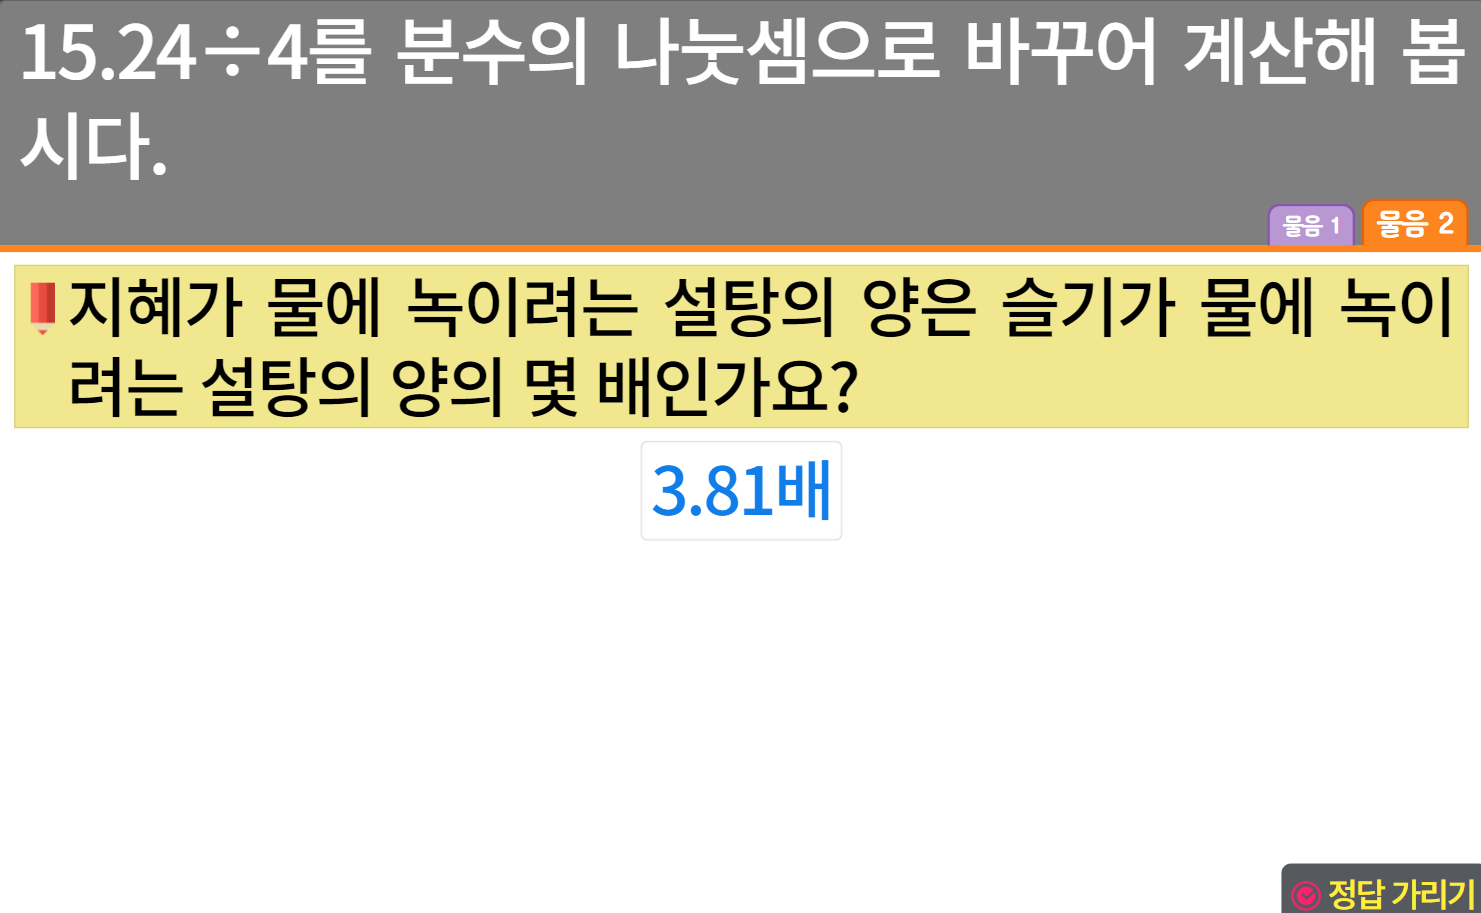 15.24÷4를 분수의 나눗셈으로 바꾸어 계산해 봅
시다.
물음 1
물음 2
지혜가 물에 녹이려는 설탕의 양은 슬기가 물에 녹이
려는 설탕의 양의 몇 배인가요?
3.81배
정답 가리기